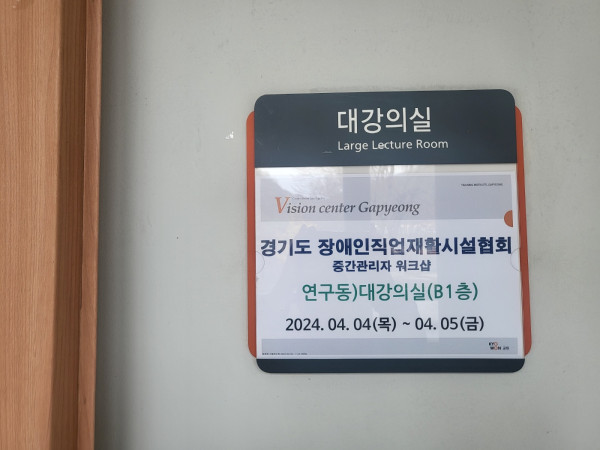 대강의실
Large Lecture Room
Vision center Gapyeong
경기도 장애인직업재활시설협회
중간관리자 워크샵
연구동)대강의실(B1층)
2024. 04. 04(목) ~ 04. 05(금)